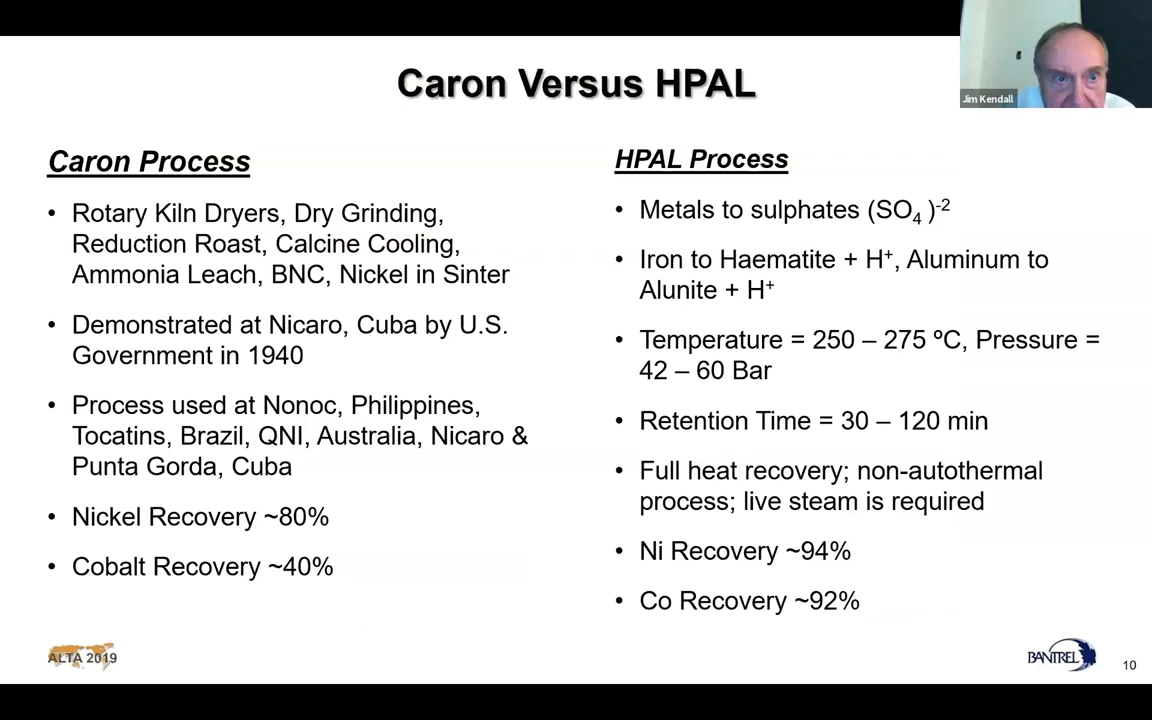 Caron Versus HPAL
Jim Kendall
Caron Process
• Rotary Kiln Dryers, Dry Grinding,
Reduction Roast, Calcine Cooling,
Ammonia Leach, BNC, Nickel in Sinter
• Demonstrated at Nicaro, Cuba by U.S.
Government in 1940
• Process used at Nonoc, Philippines,
Tocatins, Brazil, QNI, Australia, Nicaro &
Punta Gorda, Cuba
• Nickel Recovery ~80%
• Cobalt Recovery ~40%
HPAL Process
• Metals to sulphates (SO₄ )⁻²
• Iron to Haematite + H⁺, Aluminum to
Alunite + H⁺
• Temperature = 250 – 275 ºC, Pressure =
42 – 60 Bar
• Retention Time = 30 – 120 min
• Full heat recovery; non-autothermal
process; live steam is required
• Ni Recovery ~94%
• Co Recovery ~92%
ALTA 2019
BANTREL
10